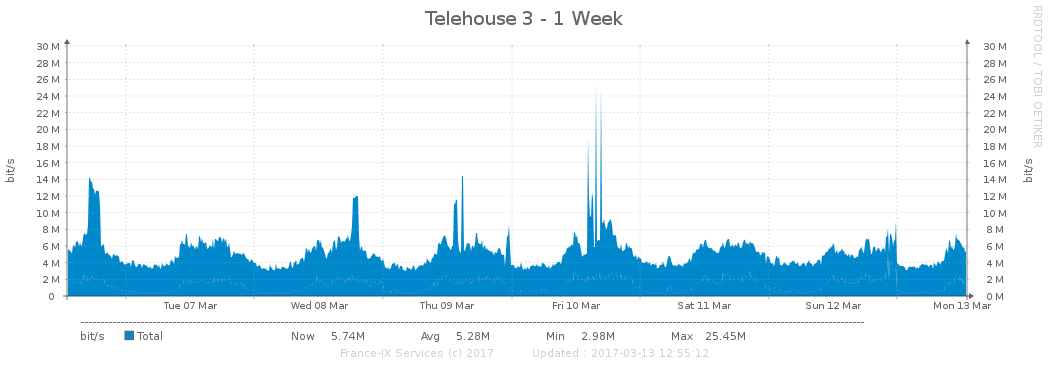 Telehouse 3 - 1 Week
RRDTOOL / TOBI OETIKER
bit/s
30 M 30 M
28 M 28 M
26 M 26 M
24 M 24 M
22 M 22 M
20 M 20 M
18 M 18 M
16 M 16 M
14 M 14 M
12 M 12 M
10 M 10 M
8 M 8 M
6 M 6 M
4 M 4 M
2 M 2 M
0 0 M
bit/s
Tue 07 Mar Wed 08 Mar Thu 09 Mar Fri 10 Mar Sat 11 Mar Sun 12 Mar Mon 13 Mar
bit/s Total Now 5.74M Avg 5.28M Min 2.98M Max 25.45M
France-IX Services (c) 2017 Updated : 2017-03-13 12:55:12